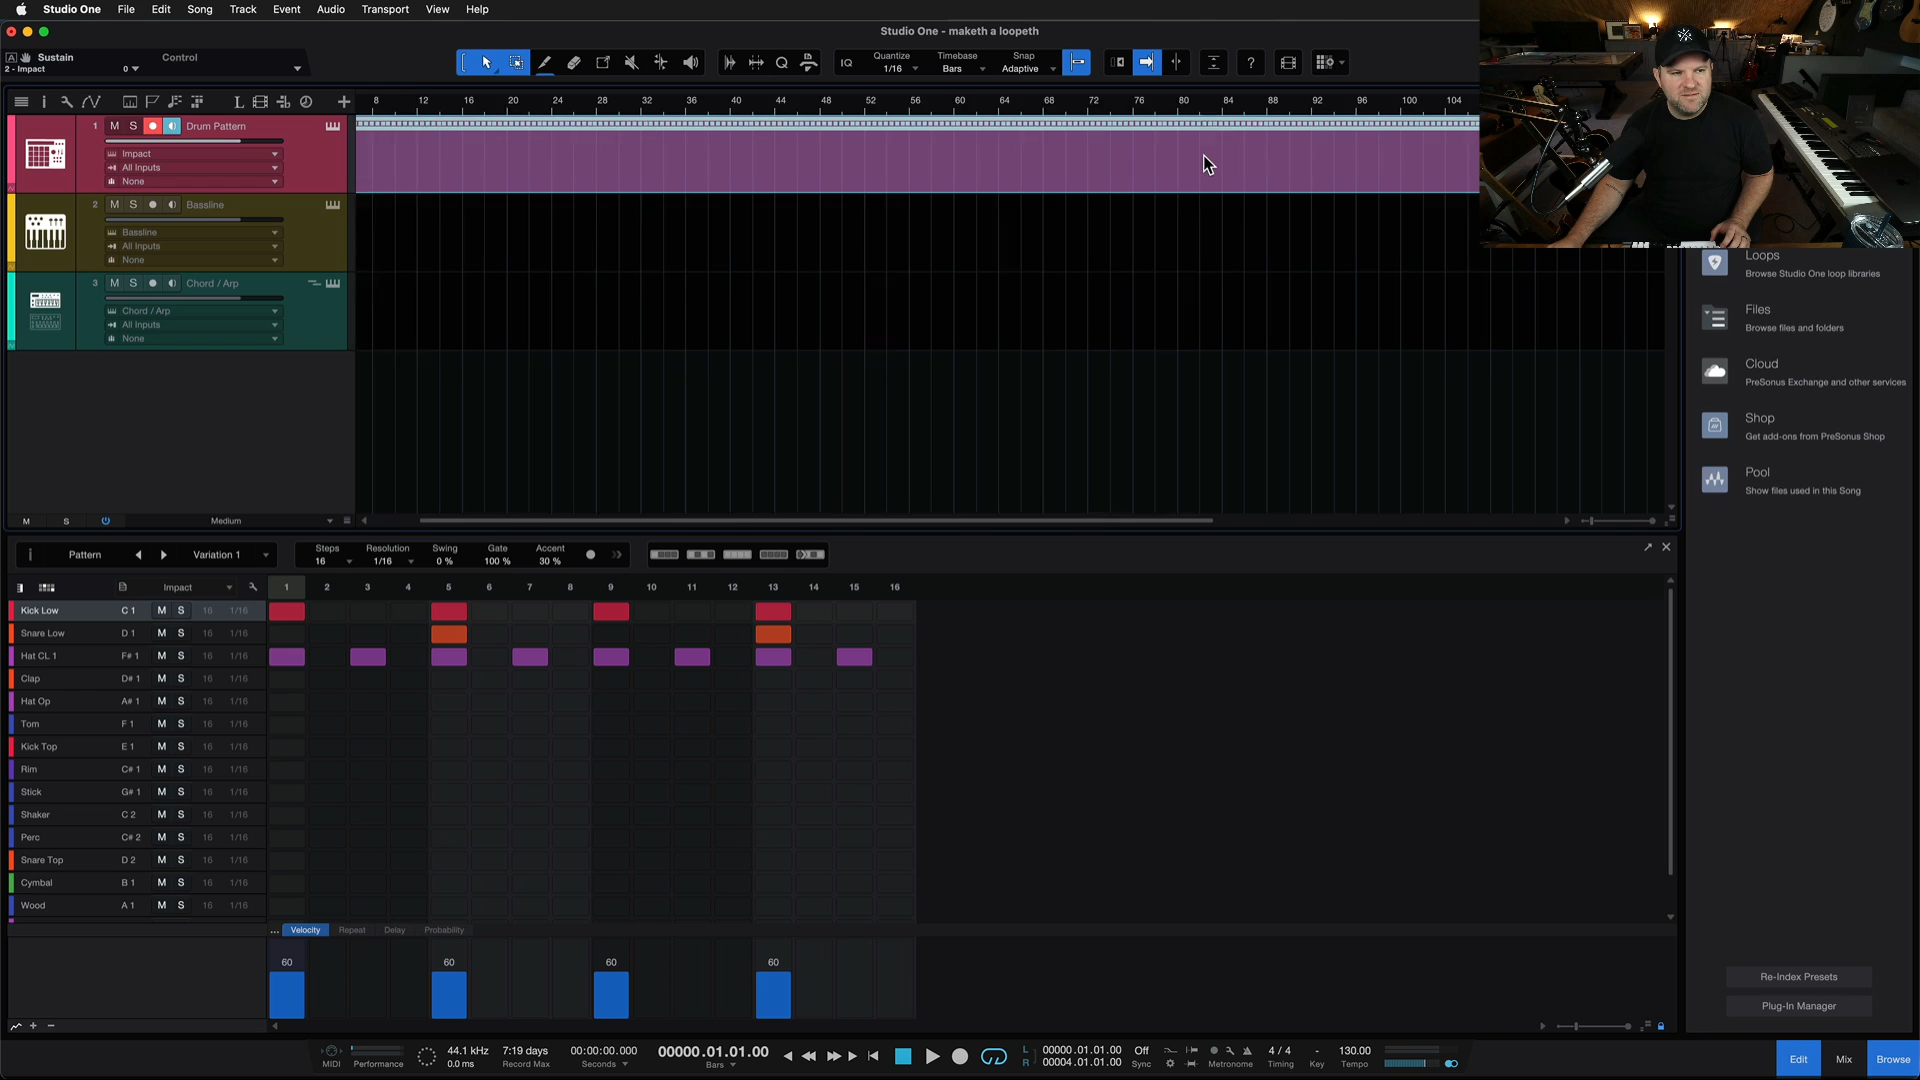 Studio One File Edit Song Track Event Audio Transport View Help
Studio One - maketh a loopeth
Sustain Control
2 - Impact 0
IQ Quantize Timebase Snap
1/16 Bars Adaptive ?
8 12 16 20 24 28 32 36 40 44 48 52 56 60 64 68 72 76 80 84 88 92 96 100 104
1 M S Drum Pattern
Impact
All Inputs
None
2 M S Bassline
Bassline
All Inputs
None
3 M S Chord / Arp
Chord / Arp
All Inputs
None
M S Medium
Loops
Browse Studio One loop libraries
Files
Browse files and folders
Cloud
PreSonus Exchange and other services
Shop
Get add-ons from PreSonus Shop
Pool
Show files used in this Song
Re-Index Presets
Plug-In Manager
Pattern Variation 1 Steps Resolution Swing Gate Accent
16 1/16 0 % 100 % 30 %
Impact 1 2 3 4 5 6 7 8 9 10 11 12 13 14 15 16
Kick Low C 1 M S 16 1/16
Snare Low D 1 M S 16 1/16
Hat CL 1 F# 1 M S 16 1/16
Clap D# 1 M S 16 1/16
Hat Op A# 1 M S 16 1/16
Tom F 1 M S 16 1/16
Kick Top E 1 M S 16 1/16
Rim C# 1 M S 16 1/16
Stick G# 1 M S 16 1/16
Shaker C 2 M S 16 1/16
Perc C# 2 M S 16 1/16
Snare Top D 2 M S 16 1/16
Cymbal B 1 M S 16 1/16
Wood A 1 M S 16 1/16
... Velocity Repeat Delay Probability
60 60 60 60
MIDI Performance
44.1 kHz 7:19 days 00:00:00.000 00000.01.01.00
0.0 ms Record Max Seconds Bars
L 00000.01.01.00 Off 4 / 4 - 130.00
R 00004.01.01.00 Sync Metronome Timing Key Tempo
Edit Mix Browse